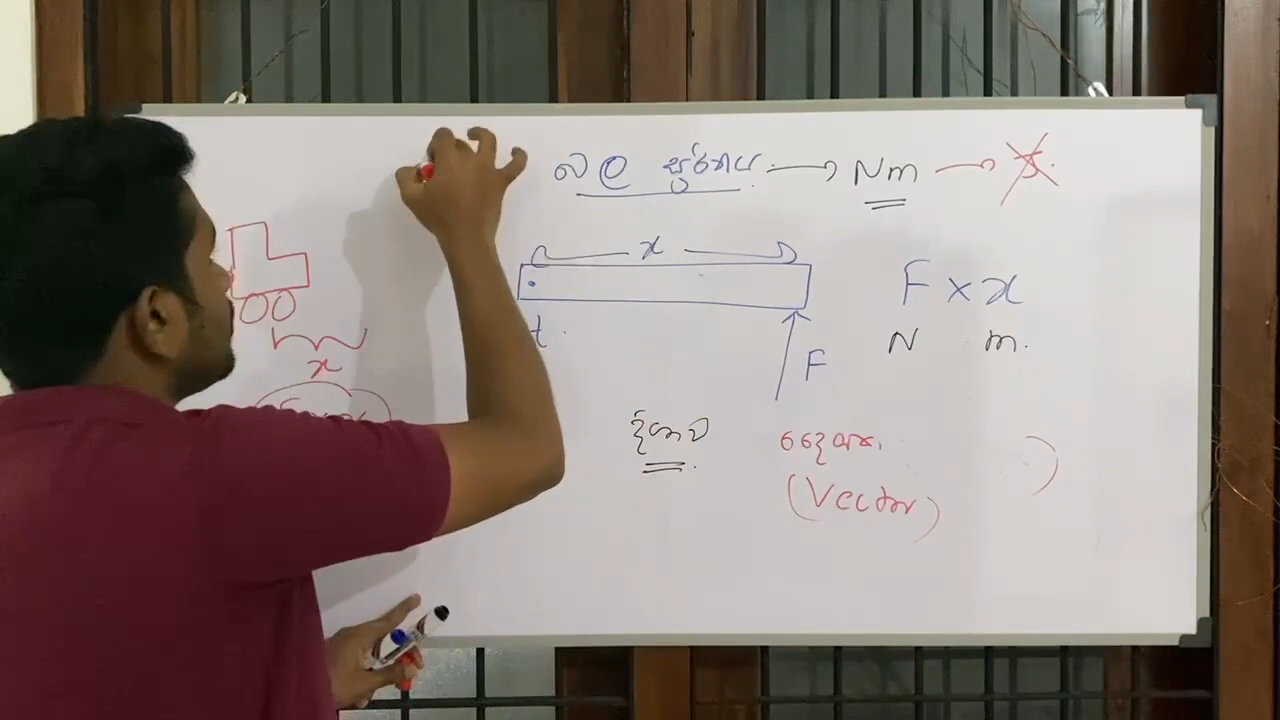 බල ඝූර්ණය → Nm → J
x
F × x
N m.
t.
F
x
දෛශික
(Vector)